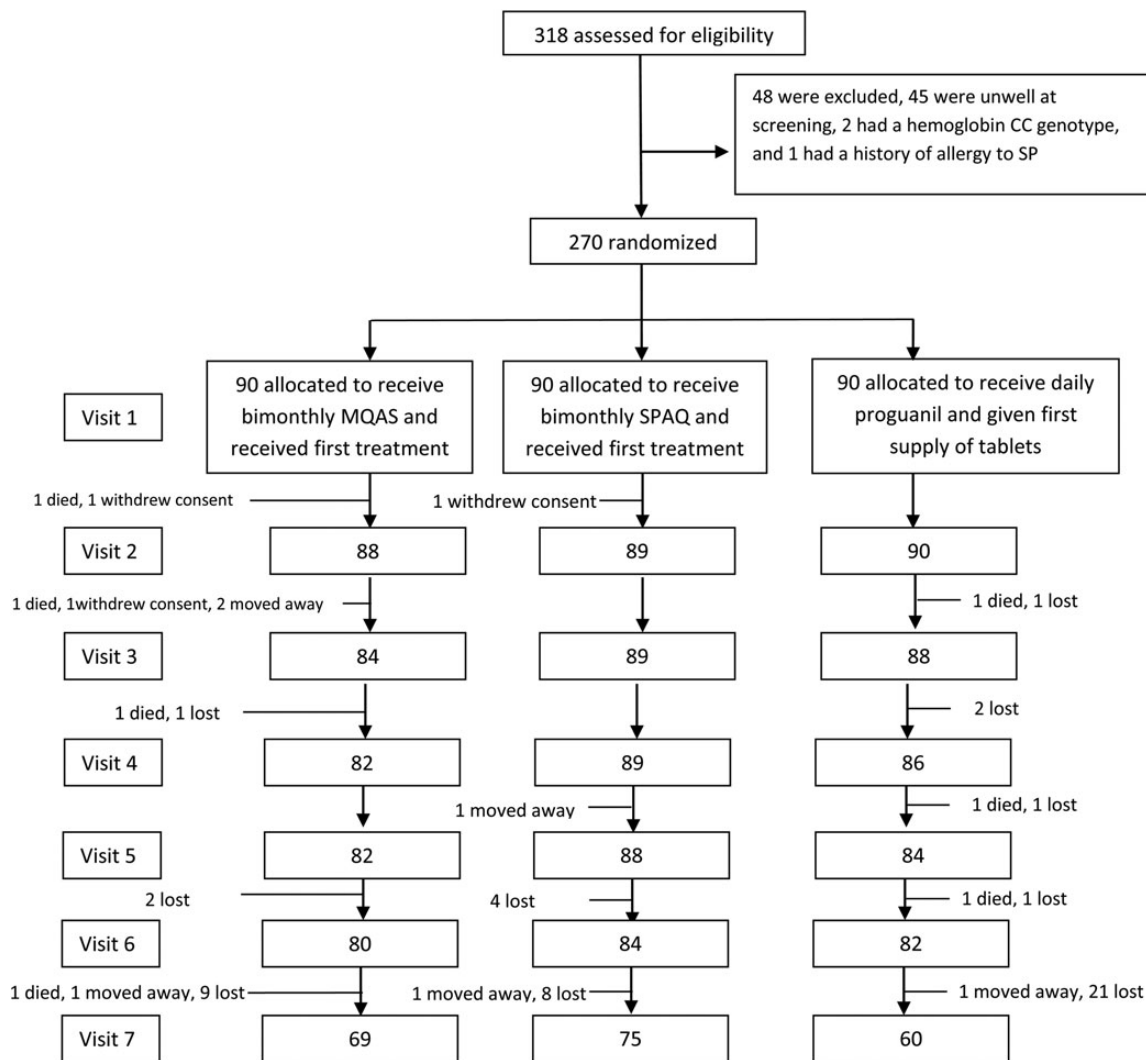 318 assessed for eligibility
48 were excluded, 45 were unwell at
screening, 2 had a hemoglobin CC genotype,
and 1 had a history of allergy to SP
270 randomized
Visit 1
90 allocated to receive
bimonthly MQAS and
received first treatment
90 allocated to receive
bimonthly SPAQ and
received first treatment
90 allocated to receive daily
proguanil and given first
supply of tablets
1 died, 1 withdrew consent
1 withdrew consent
Visit 2
88
89
90
1 died, 1withdrew consent, 2 moved away
1 died, 1 lost
Visit 3
84
89
88
1 died, 1 lost
2 lost
Visit 4
82
89
86
1 moved away
1 died, 1 lost
Visit 5
82
88
84
2 lost
4 lost
1 died, 1 lost
Visit 6
80
84
82
1 died, 1 moved away, 9 lost
1 moved away, 8 lost
1 moved away, 21 lost
Visit 7
69
75
60